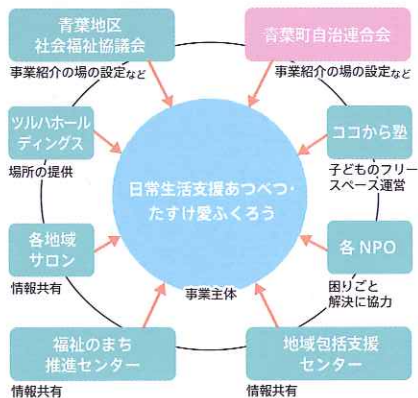 青葉地区
社会福祉協議会
事業紹介の場の設定など
青葉町自治連合会
事業紹介の場の設定など
ツルハホール
ディングス
場所の提供
ココから塾
子どものフリー
スペース運営
日常生活支援あつべつ・
たすけ愛ふくろう
事業主体
各地域
サロン
情報共有
各NPO
困りごと
解決に協力
福祉のまち
推進センター
情報共有
地域包括支援
センター
情報共有